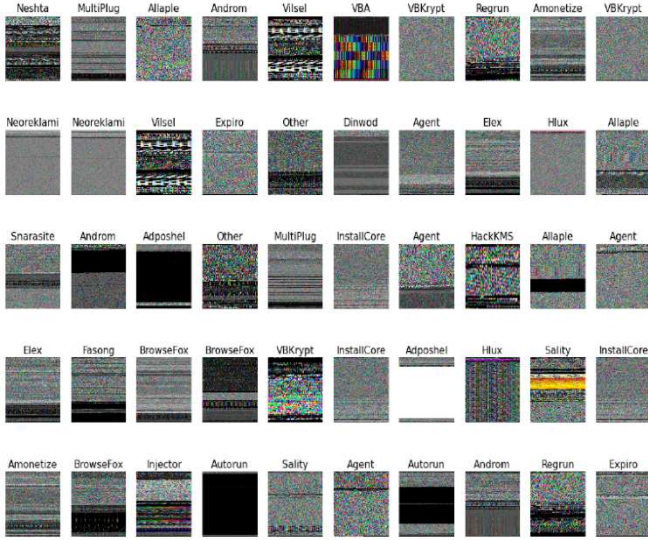 Neshta MultiPlug Allaple Androm Vilsel VBA VBKrypt Regrun Amonetize VBKrypt
Neoreklami Neoreklami Vilsel Expiro Other Dinwod Agent Elex Hlux Allaple
Snarasite Androm Adposhel Other MultiPlug InstallCore Agent HackKMS Allaple Agent
Elex Fasong BrowseFox BrowseFox VBKrypt InstallCore Adposhel Hlux Sality InstallCore
Amonetize BrowseFox Injector Autorun Sality Agent Autorun Androm Regrun Expiro